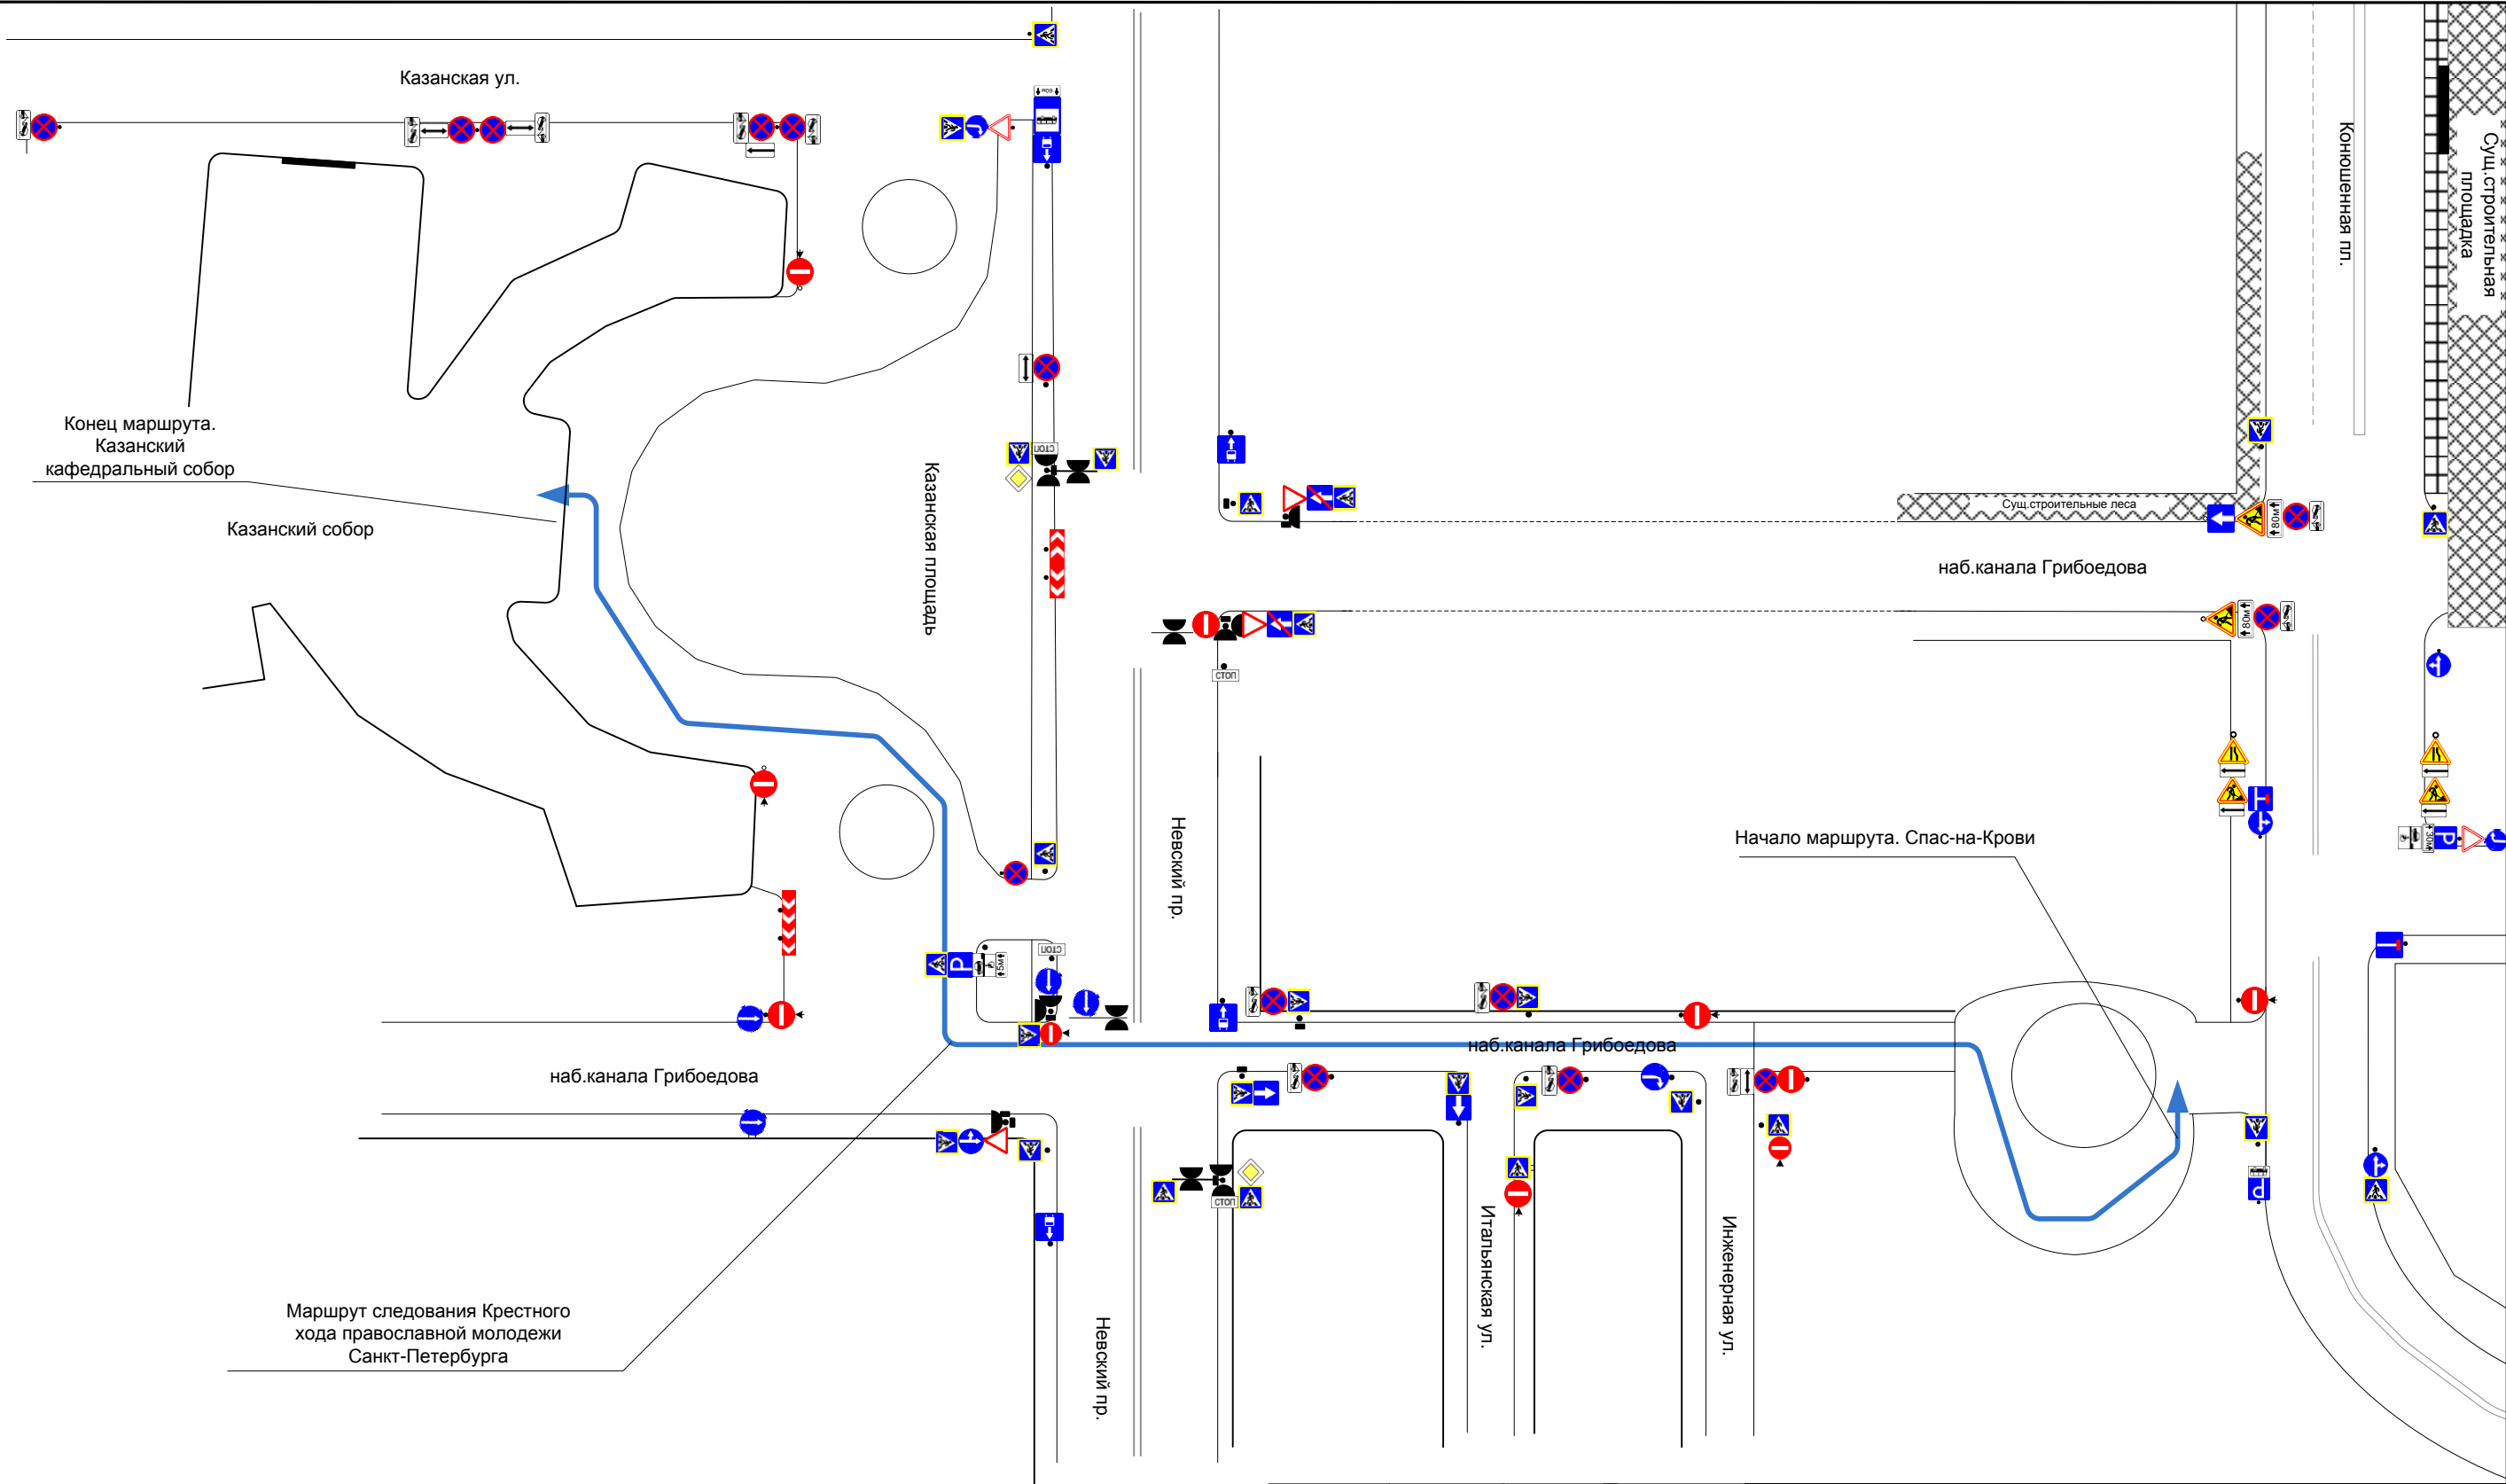 Казанская ул.
60м
Конюшенная пл.
Сущ.строительная
площадка
Конец маршрута.
Казанский
кафедральный собор
Казанский собор
Казанская площадь
СТОП
Сущ.строительные леса
80м
наб.канала Грибоедова
80м
СТОП
Невский пр.
Начало маршрута. Спас-на-Крови
30м
P
СТОП
P
5м
наб.канала Грибоедова
наб.канала Грибоедова
СТОП
P
Итальянская ул.
Инженерная ул.
Невский пр.
Маршрут следования Крестного
хода православной молодежи
Санкт-Петербурга